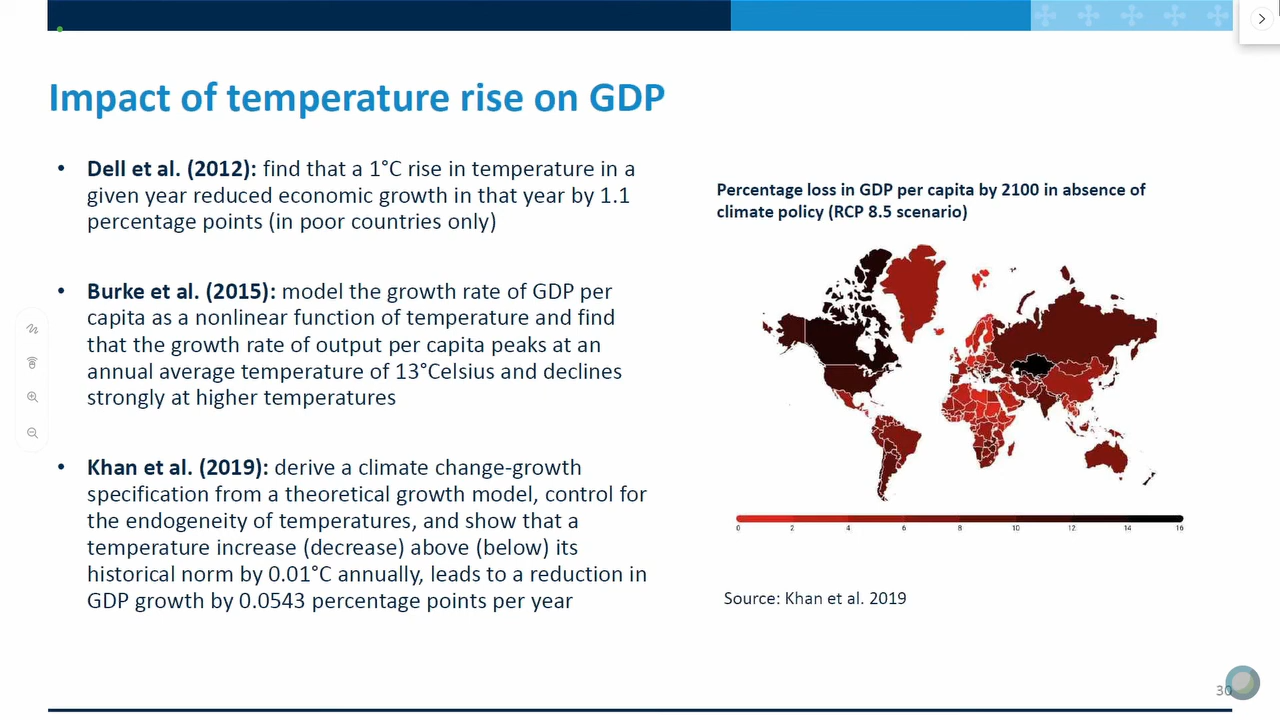 Impact of temperature rise on GDP
• Dell et al. (2012): find that a 1°C rise in temperature in a
given year reduced economic growth in that year by 1.1
percentage points (in poor countries only)
• Burke et al. (2015): model the growth rate of GDP per
capita as a nonlinear function of temperature and find
that the growth rate of output per capita peaks at an
annual average temperature of 13°Celsius and declines
strongly at higher temperatures
• Khan et al. (2019): derive a climate change-growth
specification from a theoretical growth model, control for
the endogeneity of temperatures, and show that a
temperature increase (decrease) above (below) its
historical norm by 0.01°C annually, leads to a reduction in
GDP growth by 0.0543 percentage points per year
Percentage loss in GDP per capita by 2100 in absence of
climate policy (RCP 8.5 scenario)
0 2 4 6 8 10 12 14 16
Source: Khan et al. 2019
30